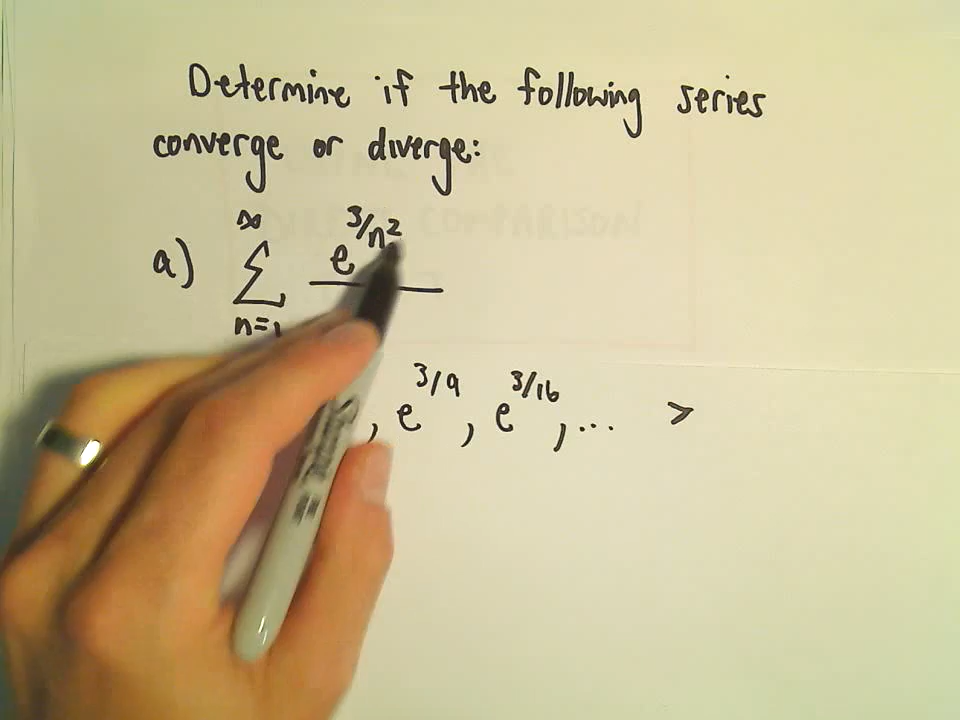 Determine if the following series
converge or diverge:
∞
e^3/n²
a) Σ
n=1
, e^3/9, e^3/16, ... >